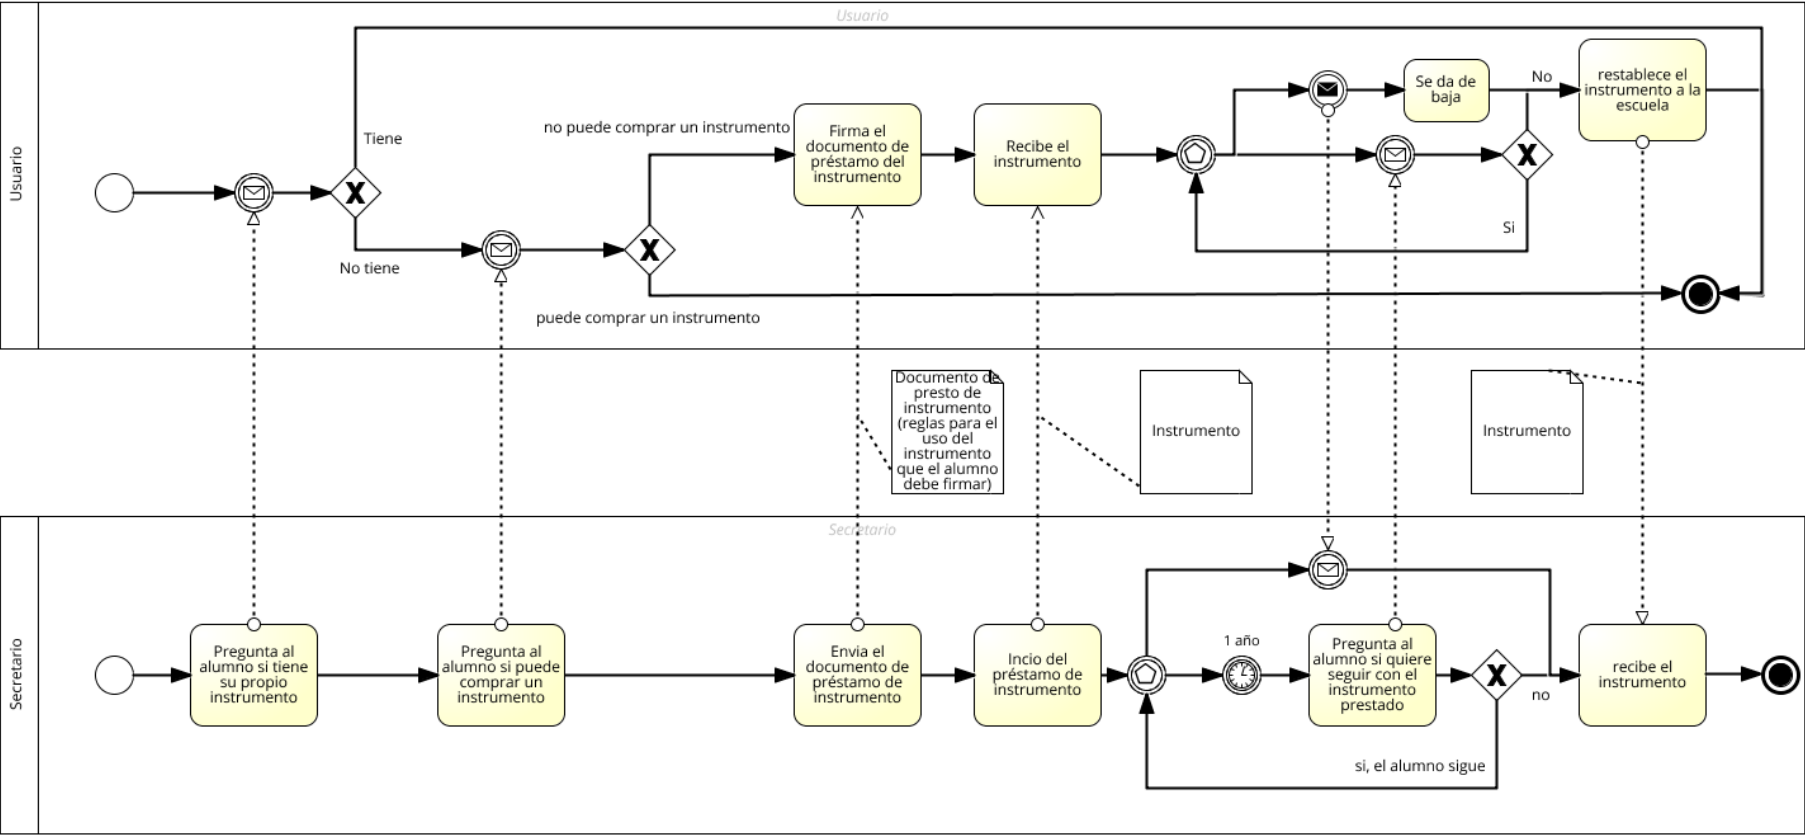 Usuario
Usuario
Tiene
No tiene
no puede comprar un instrumento
puede comprar un instrumento
Firma el
documento de
préstamo del
instrumento
Recibe el
instrumento
Se da de
baja
No
Si
restablece el
instrumento a la
escuela
Documento de
presto de
instrumento
(reglas para el
uso del
instrumento
que el alumno
debe firmar)
Instrumento
Instrumento
Secretario
Secretario
Pregunta al
alumno si tiene
su propio
instrumento
Pregunta al
alumno si puede
comprar un
instrumento
Envia el
documento de
préstamo de
instrumento
Incio del
préstamo de
instrumento
1 año
Pregunta al
alumno si quiere
seguir con el
instrumento
prestado
no
si, el alumno sigue
recibe el
instrumento